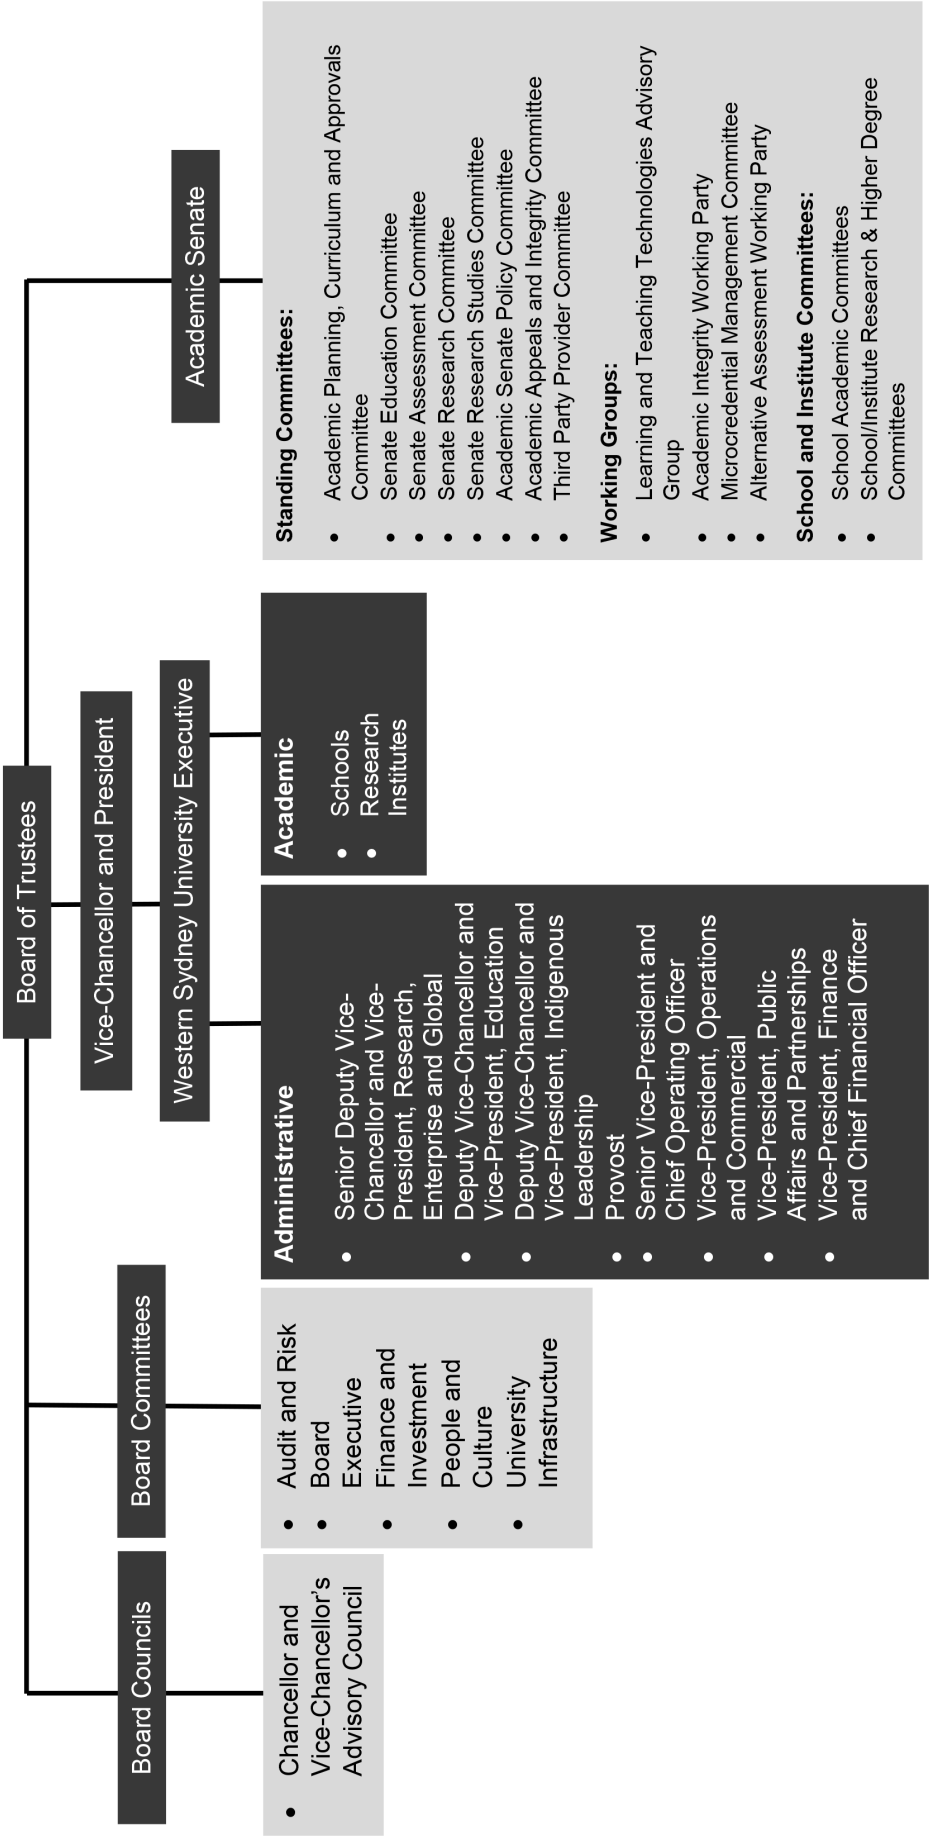 Board of Trustees
Vice-Chancellor and President
Western Sydney University Executive
Board Councils
• Chancellor and
Vice-Chancellor’s
Advisory Council
Board Committees
• Audit and Risk
• Board
Executive
• Finance and
Investment
• People and
Culture
• University
Infrastructure
Administrative
• Senior Deputy Vice-
Chancellor and Vice-
President, Research,
Enterprise and Global
• Deputy Vice-Chancellor and
Vice-President, Education
• Deputy Vice-Chancellor and
Vice-President, Indigenous
Leadership
• Provost
• Senior Vice-President and
Chief Operating Officer
• Vice-President, Operations
and Commercial
• Vice-President, Public
Affairs and Partnerships
• Vice-President, Finance
and Chief Financial Officer
Academic
• Schools
• Research
Institutes
Academic Senate
Standing Committees:
• Academic Planning, Curriculum and Approvals
Committee
• Senate Education Committee
• Senate Assessment Committee
• Senate Research Committee
• Senate Research Studies Committee
• Academic Senate Policy Committee
• Academic Appeals and Integrity Committee
• Third Party Provider Committee
Working Groups:
• Learning and Teaching Technologies Advisory
Group
• Academic Integrity Working Party
• Microcredential Management Committee
• Alternative Assessment Working Party
School and Institute Committees:
• School Academic Committees
• School/Institute Research & Higher Degree
Committees